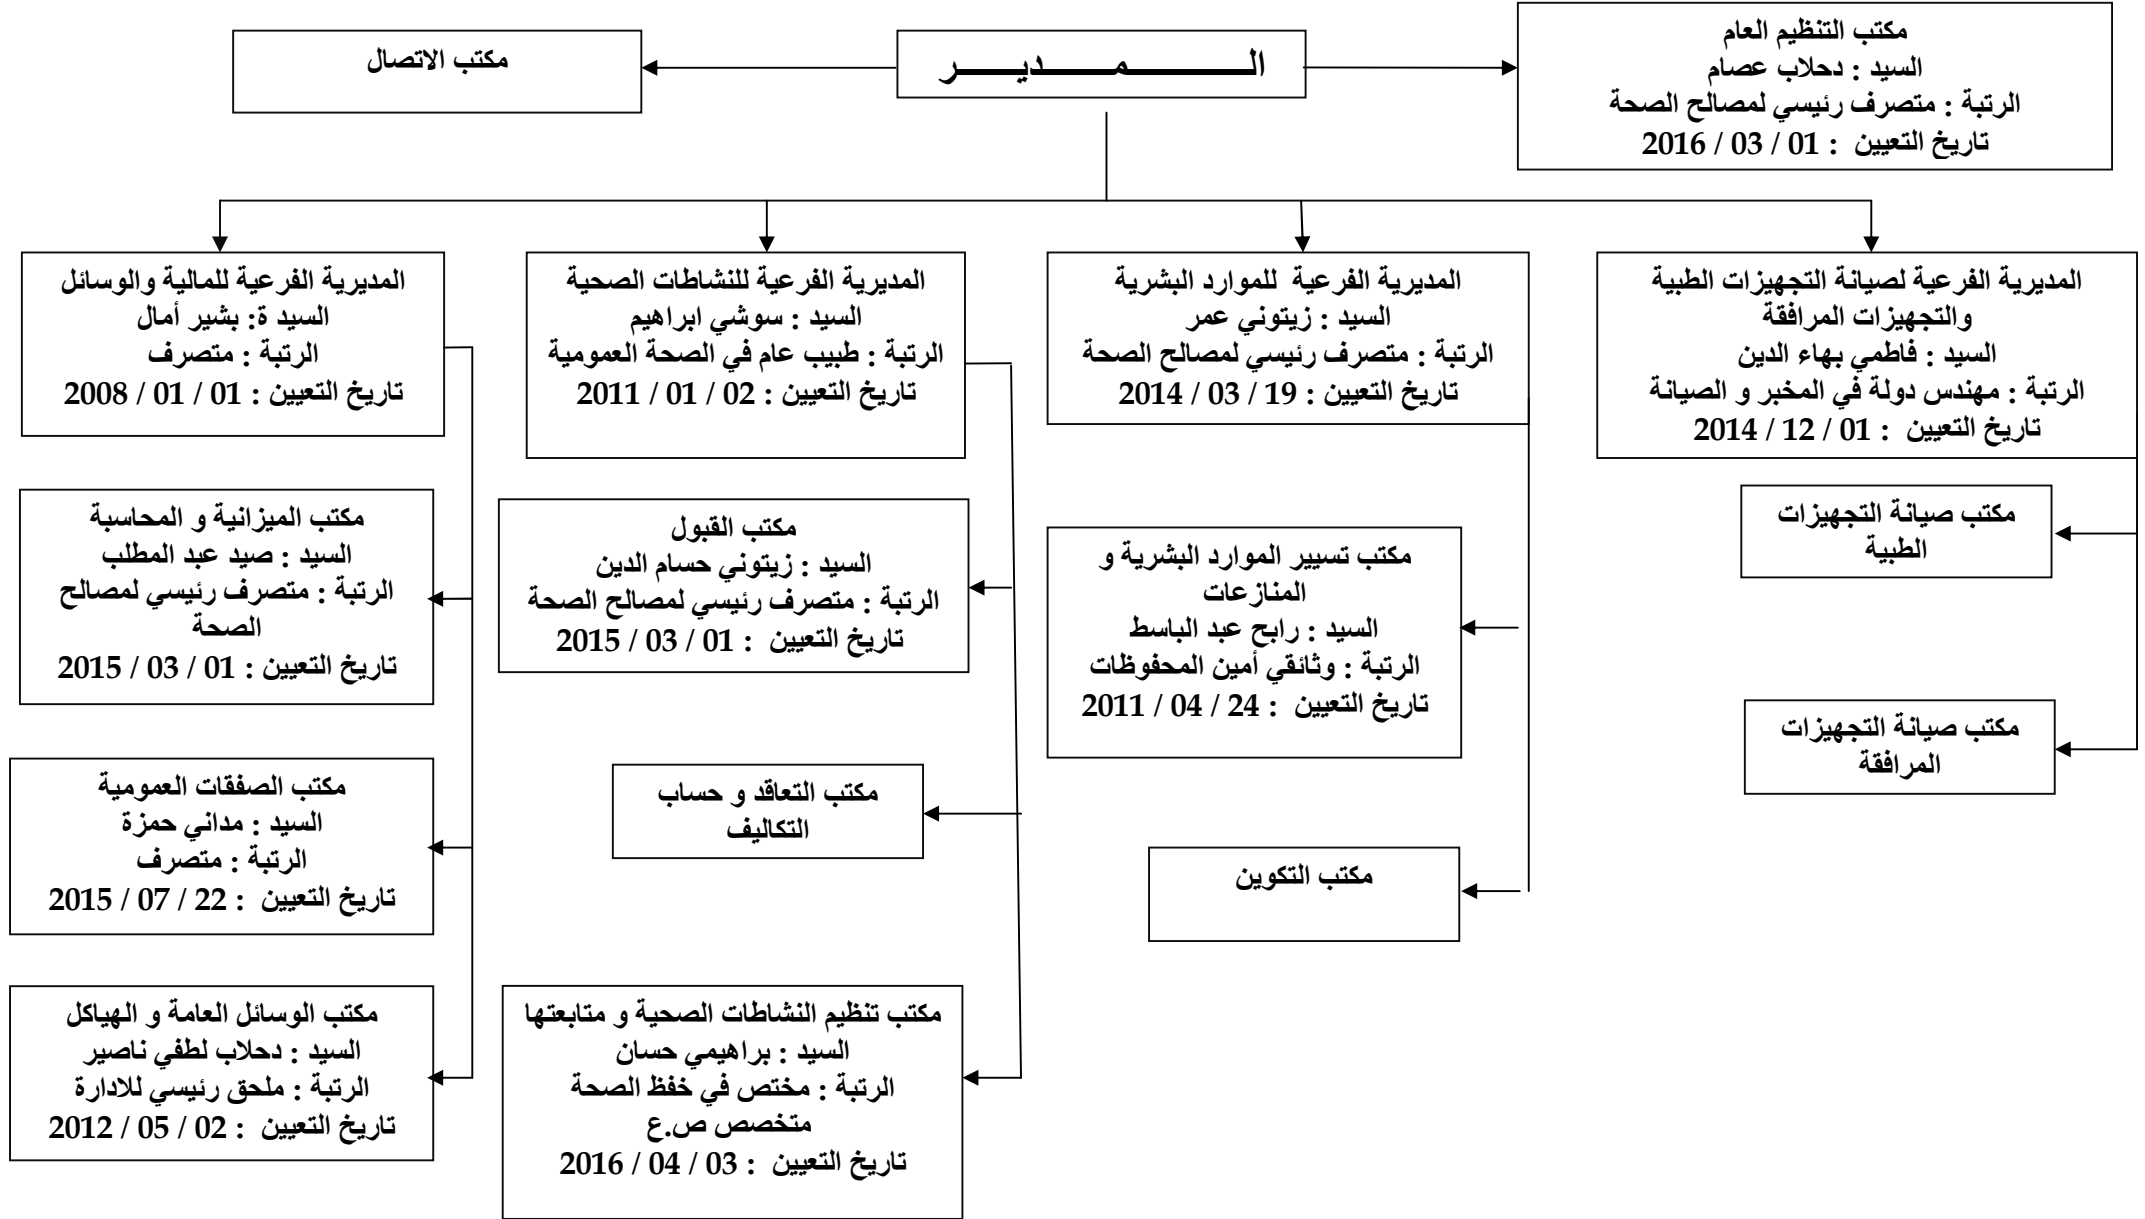 مكتب التنظيم العام
السيد : دحلاب عصام
الرتبة : متصرف رئيسي لمصالح الصحة
تاريخ التعيين : 01 / 03 / 2016
الـــمـــديـــر
مكتب الاتصال
المديرية الفرعية لصيانة التجهيزات الطبية
والتجهيزات المرافقة
السيد : فاطمي بهاء الدين
الرتبة : مهندس دولة في المخبر و الصيانة
تاريخ التعيين : 01 / 12 / 2014
مكتب صيانة التجهيزات
الطبية
مكتب صيانة التجهيزات
المرافقة
المديرية الفرعية للموارد البشرية
السيد : زيتوني عمر
الرتبة : متصرف رئيسي لمصالح الصحة
تاريخ التعيين : 19 / 03 / 2014
مكتب تسيير الموارد البشرية و
المنازعات
السيد : رابح عبد الباسط
الرتبة : وثائقي أمين المحفوظات
تاريخ التعيين : 24 / 04 / 2011
مكتب التكوين
المديرية الفرعية للنشاطات الصحية
السيد : سوشي ابراهيم
الرتبة : طبيب عام في الصحة العمومية
تاريخ التعيين : 02 / 01 / 2011
مكتب القبول
السيد : زيتوني حسام الدين
الرتبة : متصرف رئيسي لمصالح الصحة
تاريخ التعيين : 01 / 03 / 2015
مكتب التعاقد و حساب
التكاليف
مكتب تنظيم النشاطات الصحية و متابعتها
السيد : براهيمي حسان
الرتبة : مختص في خفظ الصحة
متخصص ص.ع
تاريخ التعيين : 03 / 04 / 2016
المديرية الفرعية للمالية والوسائل
السيد ة: بشير أمال
الرتبة : متصرف
تاريخ التعيين : 01 / 01 / 2008
مكتب الميزانية و المحاسبة
السيد : صيد عبد المطلب
الرتبة : متصرف رئيسي لمصالح
الصحة
تاريخ التعيين : 01 / 03 / 2015
مكتب الصفقات العمومية
السيد : مداني حمزة
الرتبة : متصرف
تاريخ التعيين : 22 / 07 / 2015
مكتب الوسائل العامة و الهياكل
السيد : دحلاب لطفي ناصير
الرتبة : ملحق رئيسي للادارة
تاريخ التعيين : 02 / 05 / 2012